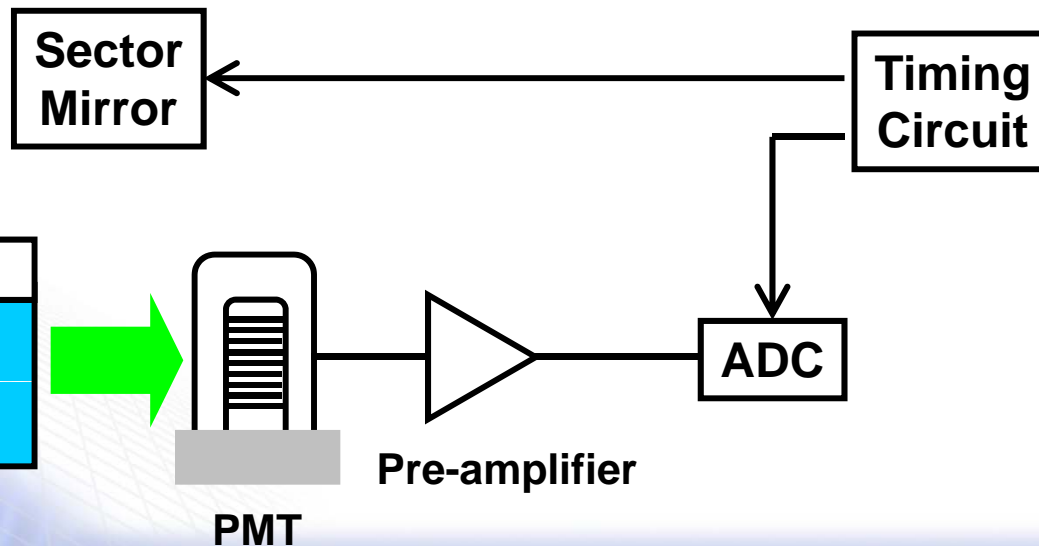 Sector
Mirror
Timing
Circuit
ADC
Pre-amplifier
PMT